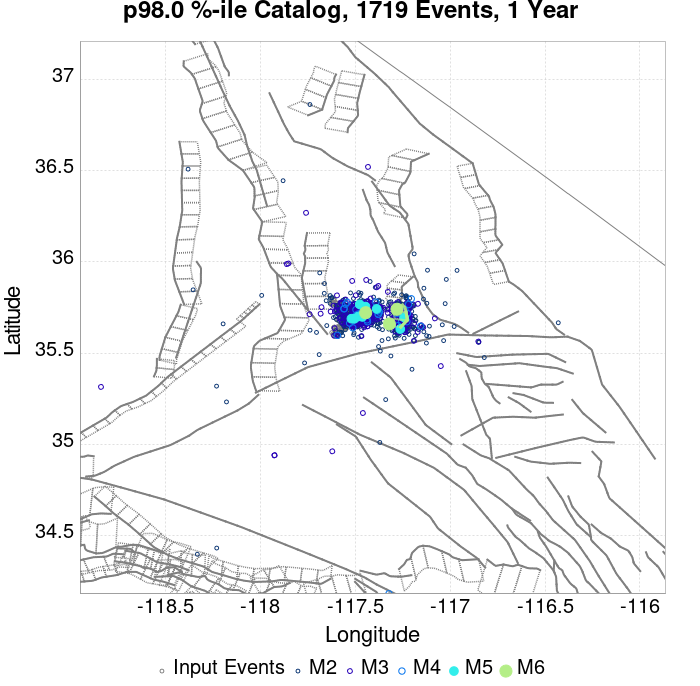 p98.0 %-ile Catalog, 1719 Events, 1 Year
37
36.5
36
35.5
35
34.5
Latitude
-118.5 -118 -117.5 -117 -116.5 -116
Longitude
Input Events M2 M3 M4 M5 M6